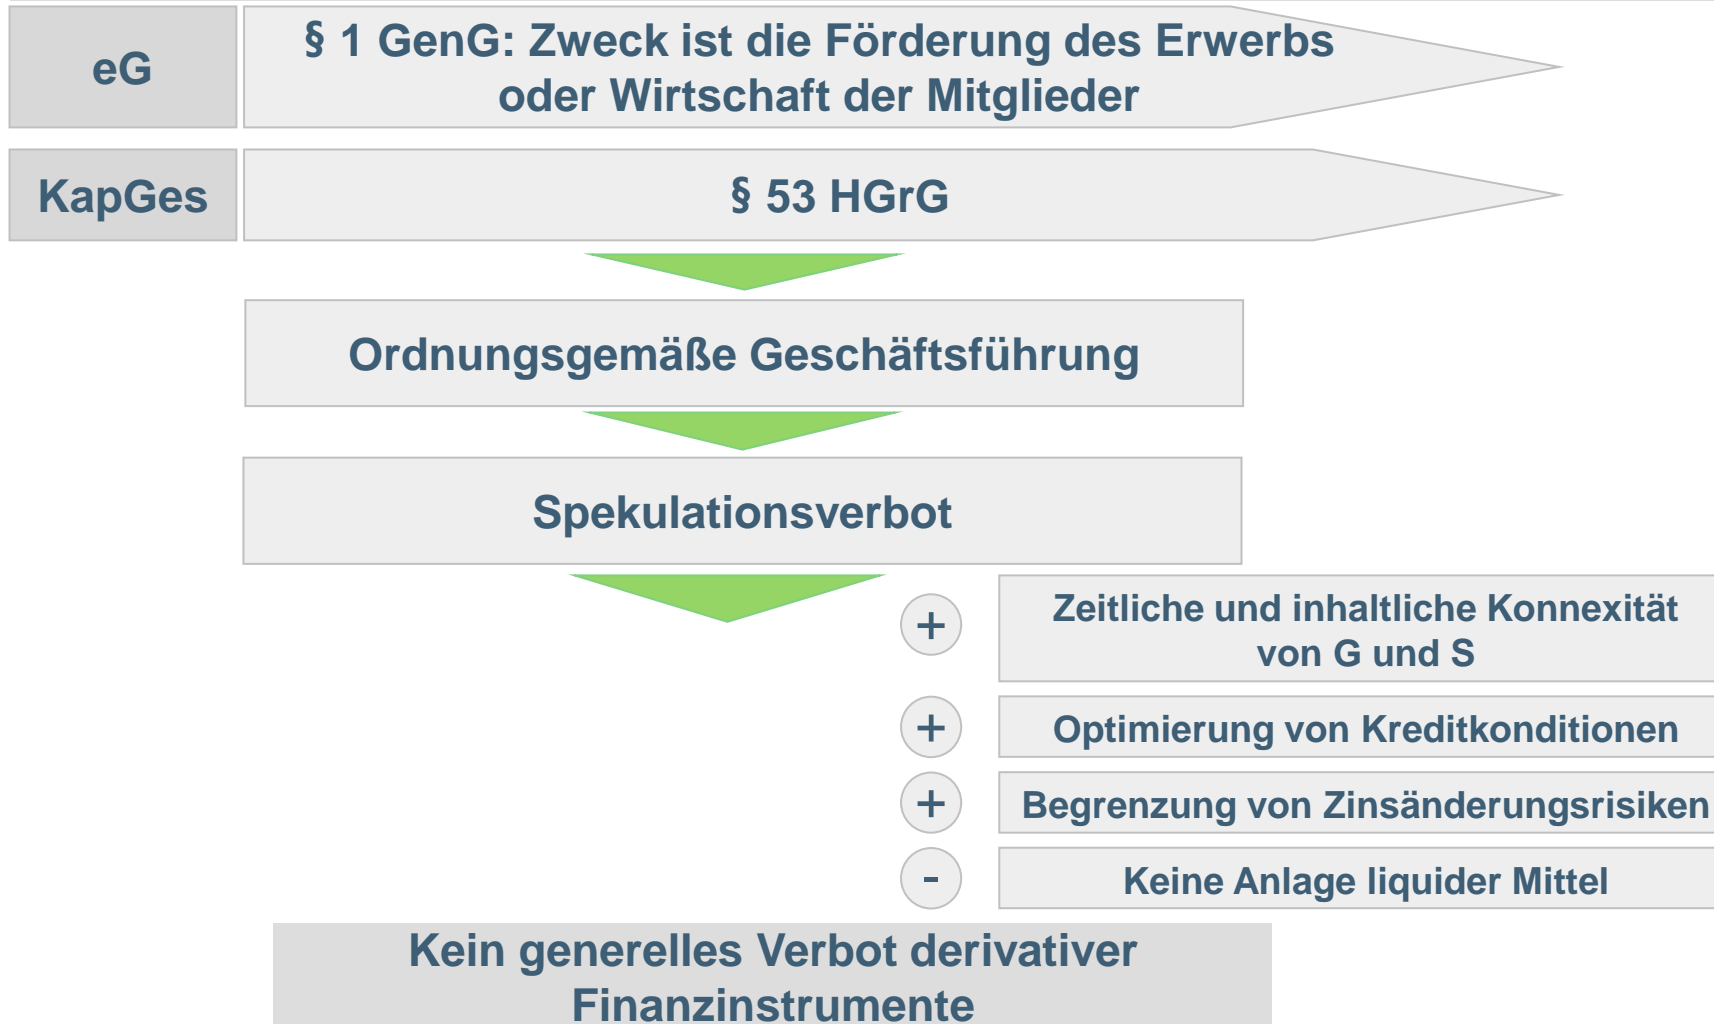 eG
§ 1 GenG: Zweck ist die Förderung des Erwerbs
oder Wirtschaft der Mitglieder
KapGes
§ 53 HGrG
Ordnungsgemäße Geschäftsführung
Spekulationsverbot
+
Zeitliche und inhaltliche Konnexität
von G und S
+
Optimierung von Kreditkonditionen
+
Begrenzung von Zinsänderungsrisiken
-
Keine Anlage liquider Mittel
Kein generelles Verbot derivativer
Finanzinstrumente